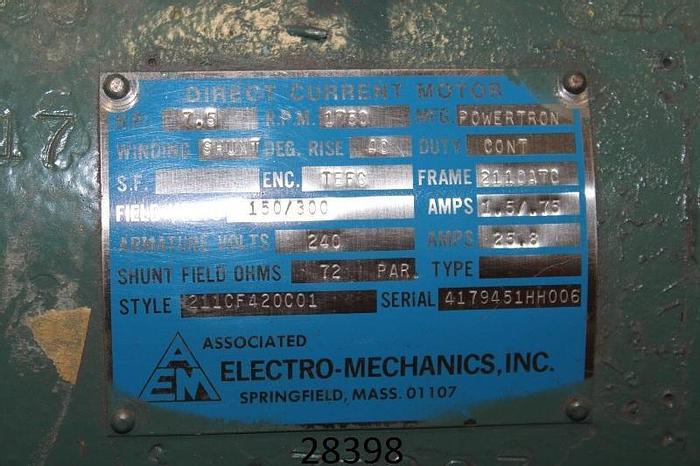 DIRECT CURRENT MOTOR
H.P. 7.5 R.P.M. 1750 MFG. POWERTRON
WINDING SHUNT DEG. RISE 40 DUTY CONT
S.F. ENC. TEFC FRAME 2110ATC
FIELD VOLTS 150/300 AMPS 1.5/.75
ARMATURE VOLTS 240 AMPS 25.8
SHUNT FIELD OHMS 72 PAR. TYPE
STYLE 211CF420C01 SERIAL 4179451HH006
AEM ASSOCIATED
ELECTRO-MECHANICS, INC.
SPRINGFIELD, MASS. 01107
17
28398